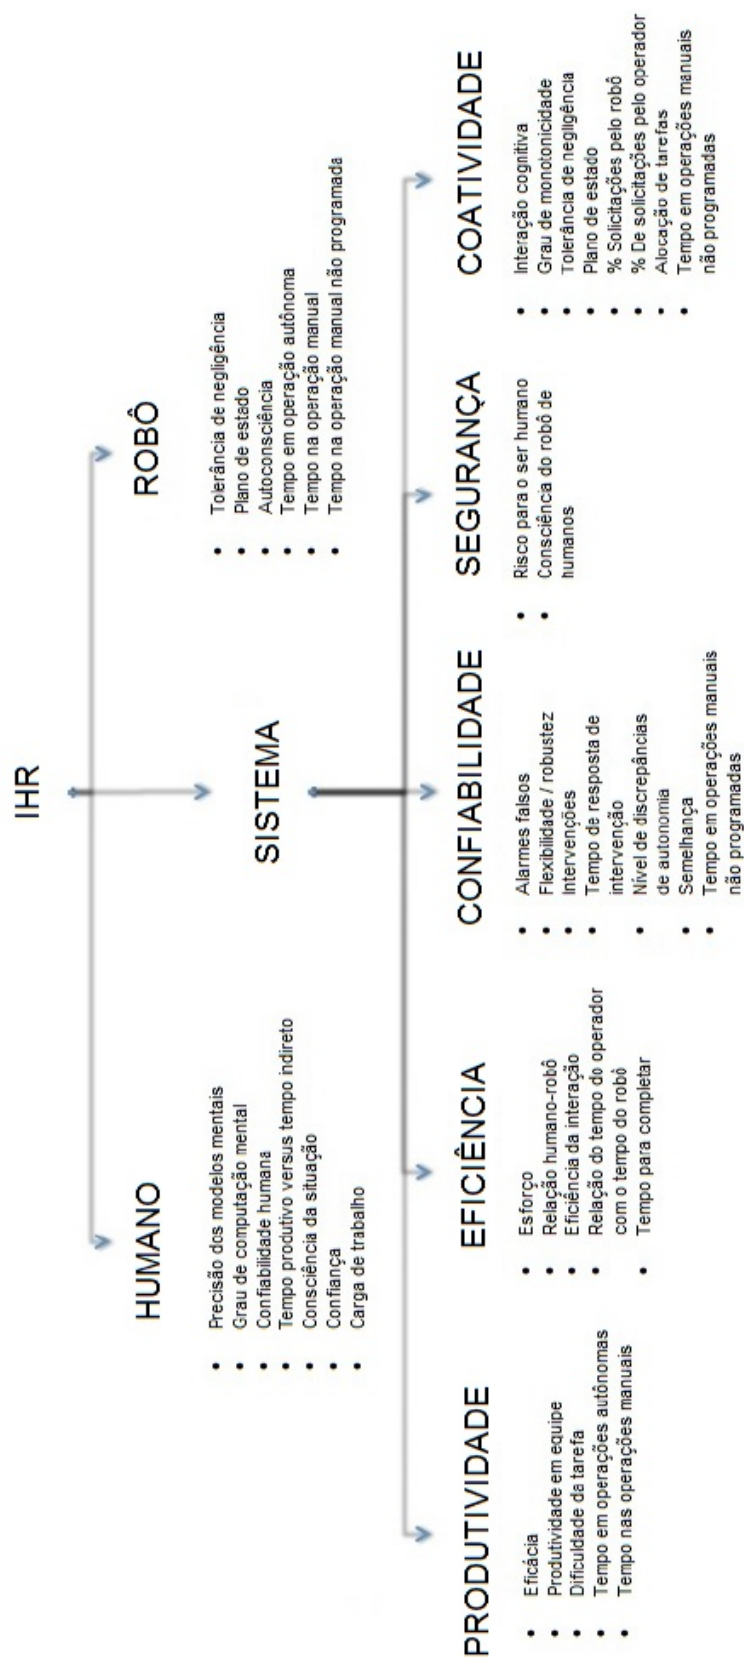 IHR
HUMANO
Precisão dos modelos mentais
Grau de computação mental
Confiabilidade humana
Tempo produtivo versus tempo indireto
Consciência da situação
Confiança
Carga de trabalho
SISTEMA
ROBÔ
Tolerância de negligência
Plano de estado
Autoconsciência
Tempo em operação autônoma
Tempo na operação manual
Tempo na operação manual não programada
PRODUTIVIDADE
Eficácia
Produtividade em equipe
Dificuldade da tarefa
Tempo em operações autônomas
Tempo nas operações manuais
EFICIÊNCIA
Esforço
Relação humano-robô
Eficiência da interação
Relação do tempo do operador
com o tempo do robô
Tempo para completar
CONFIABILIDADE
Alarmes falsos
Flexibilidade / robustez
Intervenções
Tempo de resposta de
intervenção
Nível de discrepâncias
de autonomia
Semelhança
Tempo em operações manuais
não programadas
SEGURANÇA
Risco para o ser humano
Consciência do robô de
humanos
COATIVIDADE
Interação cognitiva
Grau de monotonicidade
Tolerância de negligência
Plano de estado
% Solicitações pelo robô
% De solicitações pelo operador
Alocação de tarefas
Tempo em operações manuais
não programadas